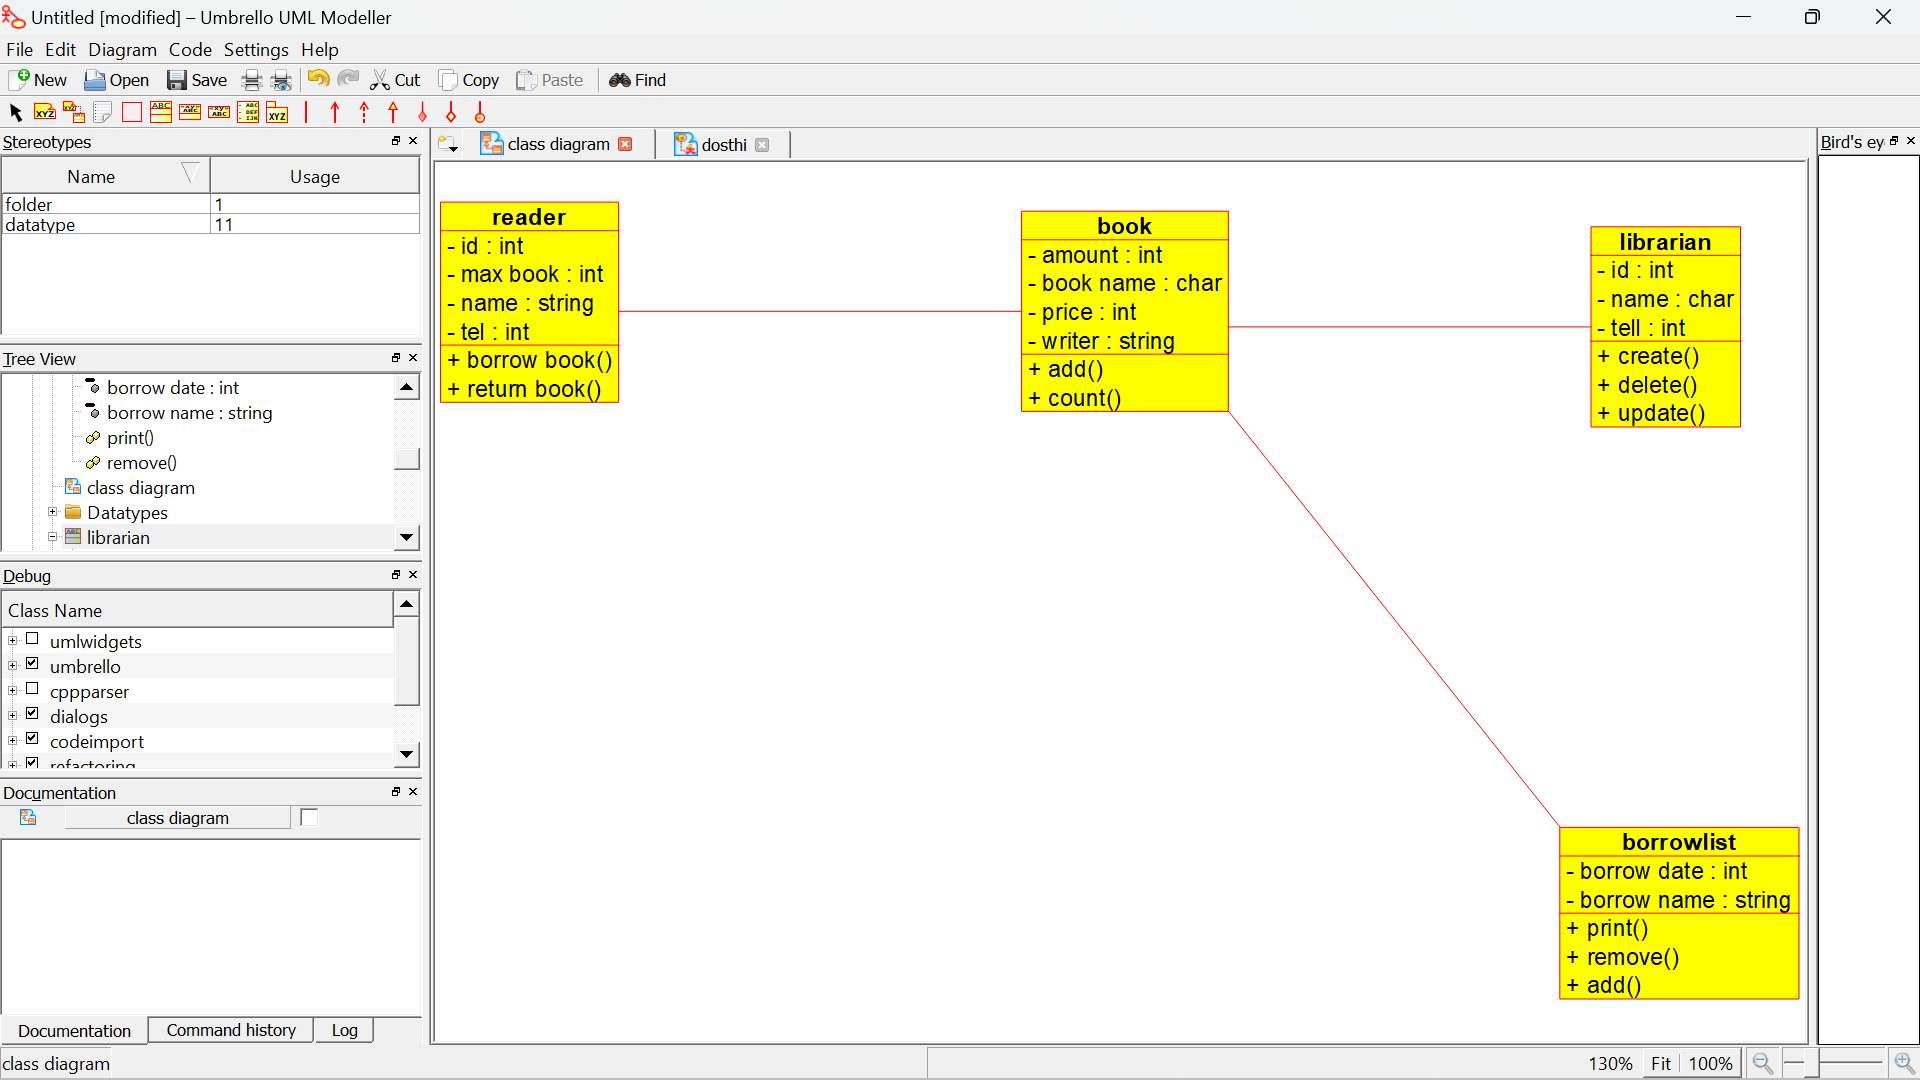 Untitled [modified] – Umbrello UML Modeller
File Edit Diagram Code Settings Help
New Open Save Cut Copy Paste Find
Stereotypes
Name Usage
folder 1
datatype 11
Tree View
borrow date : int
borrow name : string
print()
remove()
class diagram
Datatypes
librarian
Debug
Class Name
umlwidgets
umbrello
cppparser
dialogs
codeimport
refactoring
Documentation
class diagram
Documentation Command history Log
class diagram
class diagram dosthi
reader
- id : int
- max book : int
- name : string
- tel : int
+ borrow book()
+ return book()
book
- amount : int
- book name : char
- price : int
- writer : string
+ add()
+ count()
librarian
- id : int
- name : char
- tell : int
+ create()
+ delete()
+ update()
borrowlist
- borrow date : int
- borrow name : string
+ print()
+ remove()
+ add()
Bird's ey
130% Fit 100%